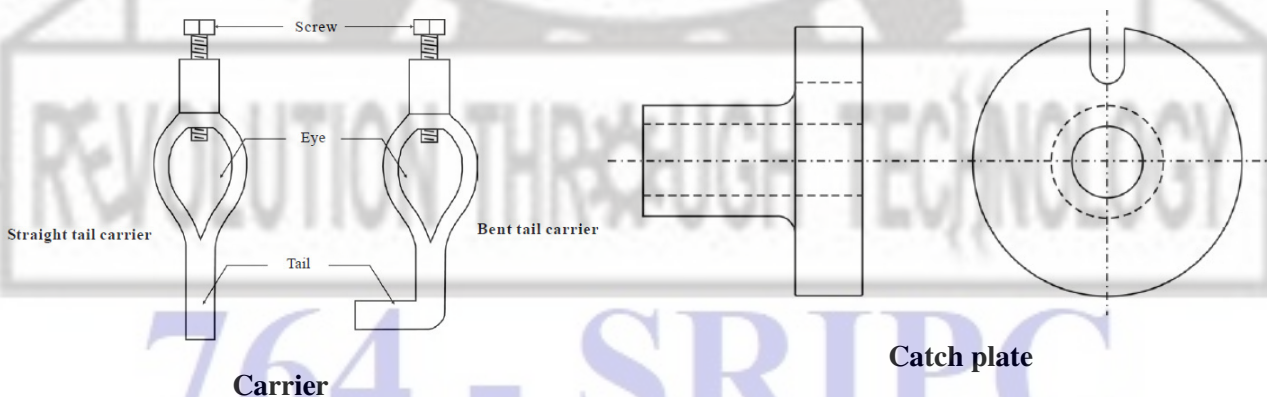 Screw
Eye
Straight tail carrier
Bent tail carrier
Tail
Carrier
Catch plate
REVOLUTION THROUGH TECHNOLOGY
764 - SRIPC